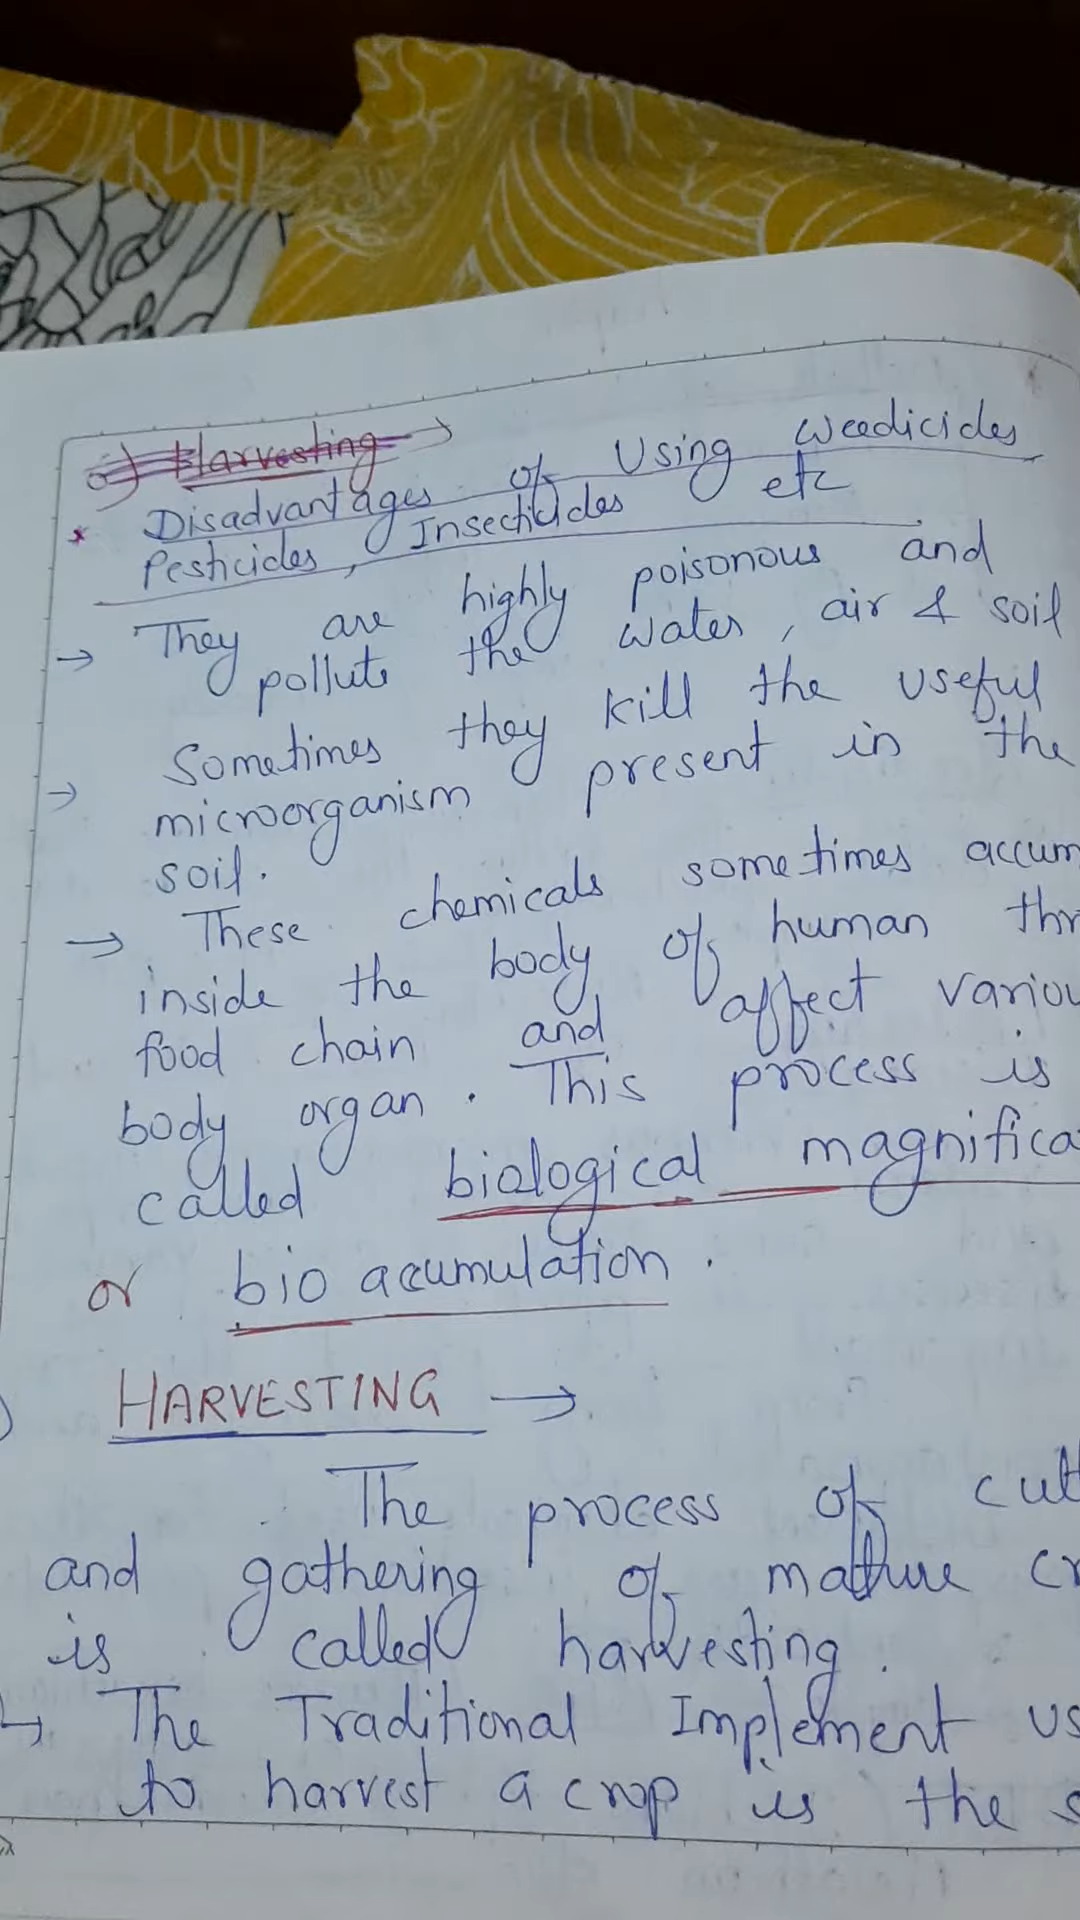 o) Harvesting →
* Disadvantages of Using Weedicides
Pesticides, Insecticides etc
→ They are highly poisonous and
pollute the water, air & soil
→ Sometimes they kill the useful
microorganism present in the
soil.
→ These chemicals sometimes accum
inside the body of human thr
food chain and affect variou
body organ. This process is
called biological magnifica
or bio acumulation.
HARVESTING →
The process of cut
and gathering of mature cr
is called harvesting.
↳ The Traditional Implement us
to harvest a crop is the s